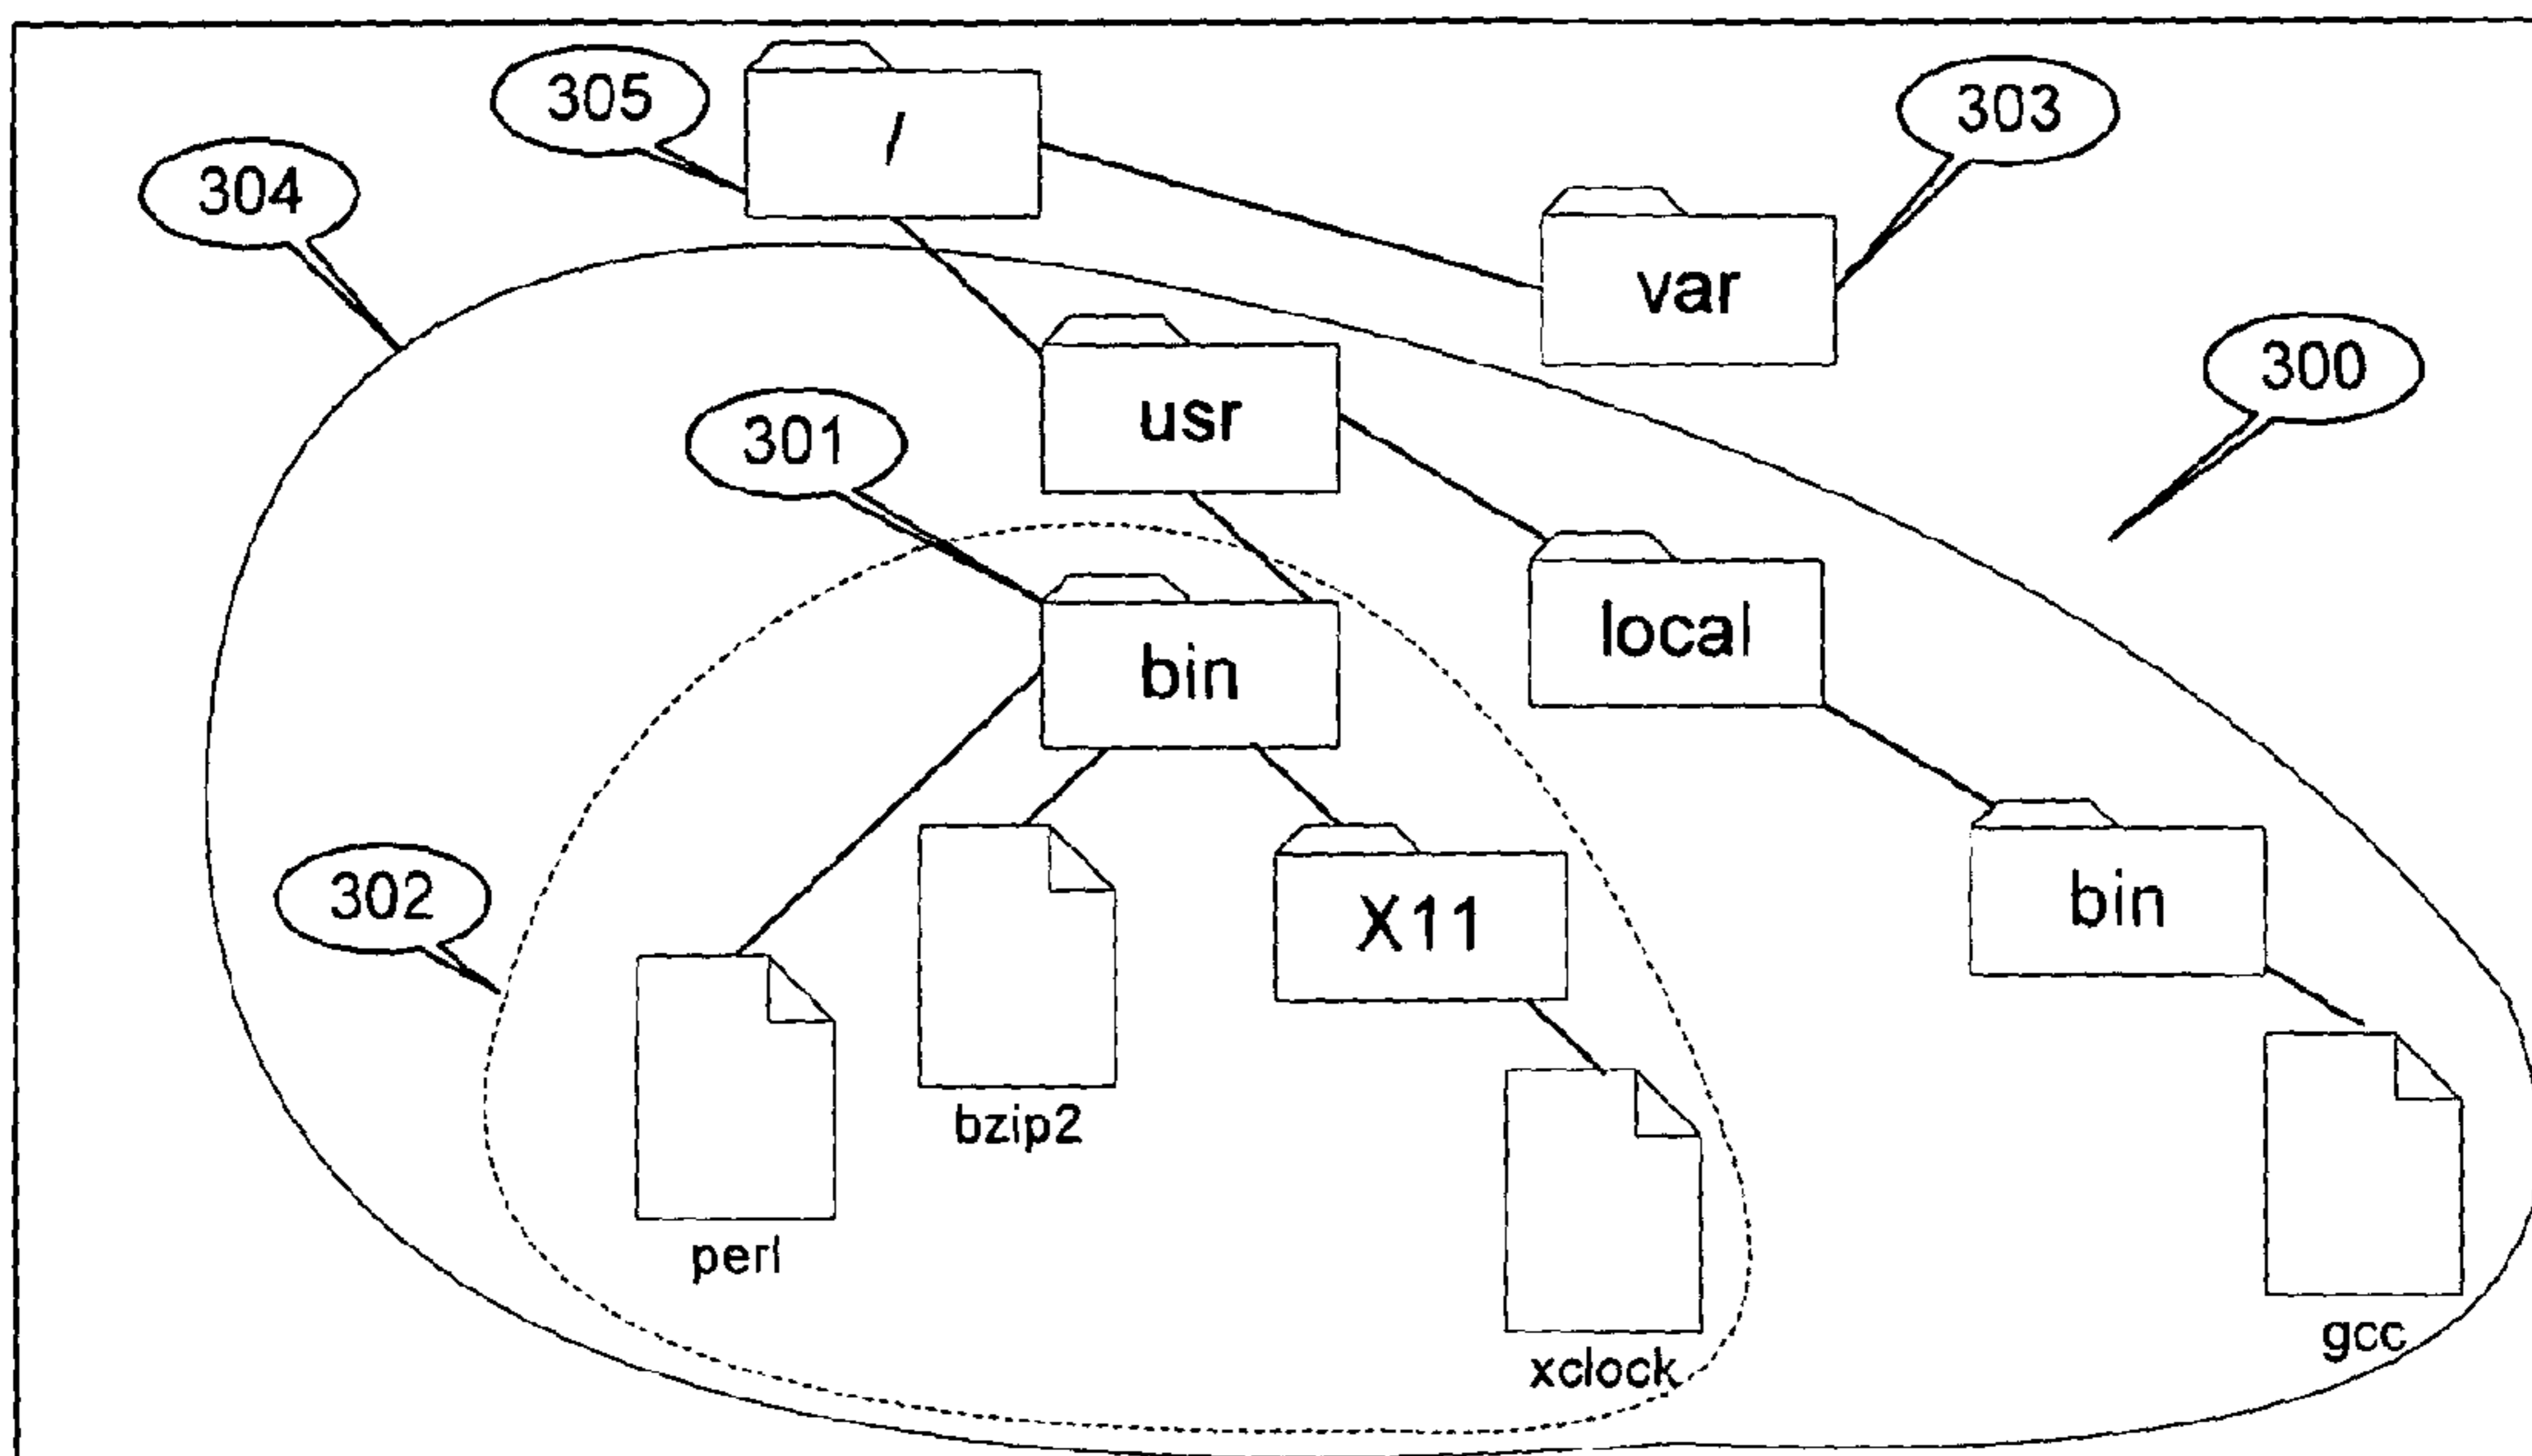 305
/
303
304
var
300
usr
301
local
bin
bin
302
X11
bzip2
perl
gcc
xclock